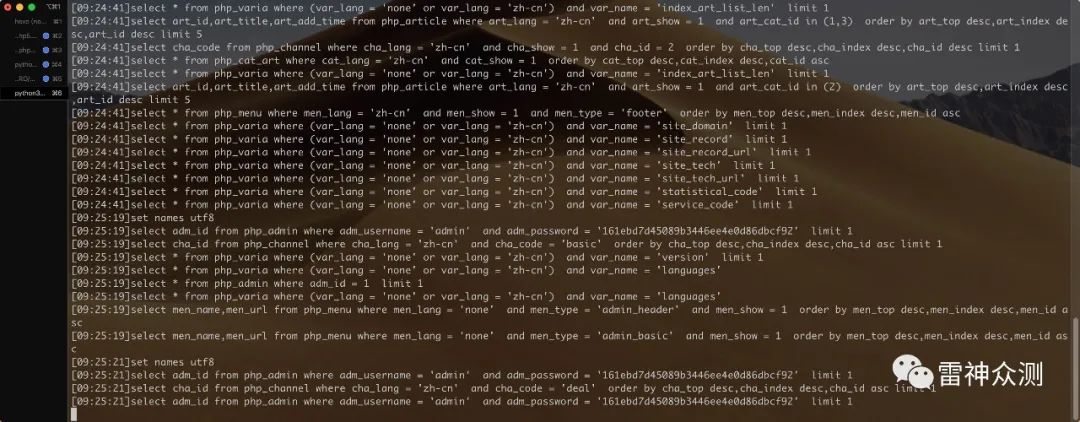 ⌥⌘1
havx (no...
[09:24:41]select * from php_varia where (var_lang = 'none' or var_lang = 'zh-cn')  and var_name = 'index_art_list_len'  limit 1
[09:24:41]select art_id,art_title,art_add_time from php_article where art_lang = 'zh-cn'  and art_show = 1  and art_cat_id in (1,3)  order by art_top desc,art_index de
sc,art_id desc limit 5
..hp5... ⌘2
[09:24:41]select cha_code from php_channel where cha_lang = 'zh-cn'  and cha_show = 1  and cha_id = 2  order by cha_top desc,cha_index desc,cha_id desc limit 1
..php... ⌘3
[09:24:41]select * from php_cat_art where cat_lang = 'zh-cn'  and cat_show = 1  order by cat_top desc,cat_index desc,cat_id asc
python... ⌘4
[09:24:41]select * from php_varia where (var_lang = 'none' or var_lang = 'zh-cn')  and var_name = 'index_art_list_len'  limit 1
..RO/... ⌘5
[09:24:41]select art_id,art_title,art_add_time from php_article where art_lang = 'zh-cn'  and art_show = 1  and art_cat_id in (2)  order by art_top desc,art_index desc
python3... ⌘6
,art_id desc limit 5
[09:24:41]select * from php_menu where men_lang = 'zh-cn'  and men_show = 1  and men_type = 'footer'  order by men_top desc,men_index desc,men_id asc
[09:24:41]select * from php_varia where (var_lang = 'none' or var_lang = 'zh-cn')  and var_name = 'site_domain'  limit 1
[09:24:41]select * from php_varia where (var_lang = 'none' or var_lang = 'zh-cn')  and var_name = 'site_record'  limit 1
[09:24:41]select * from php_varia where (var_lang = 'none' or var_lang = 'zh-cn')  and var_name = 'site_record_url'  limit 1
[09:24:41]select * from php_varia where (var_lang = 'none' or var_lang = 'zh-cn')  and var_name = 'site_tech'  limit 1
[09:24:41]select * from php_varia where (var_lang = 'none' or var_lang = 'zh-cn')  and var_name = 'site_tech_url'  limit 1
[09:24:41]select * from php_varia where (var_lang = 'none' or var_lang = 'zh-cn')  and var_name = 'statistical_code'  limit 1
[09:24:41]select * from php_varia where (var_lang = 'none' or var_lang = 'zh-cn')  and var_name = 'service_code'  limit 1
[09:25:19]set names utf8
[09:25:19]select adm_id from php_admin where adm_username = 'admin'  and adm_password = '161ebd7d45089b3446ee4e0d86dbcf92'  limit 1
[09:25:19]select cha_id from php_channel where cha_lang = 'zh-cn'  and cha_code = 'basic'  order by cha_top desc,cha_index desc,cha_id asc limit 1
[09:25:19]select * from php_varia where (var_lang = 'none' or var_lang = 'zh-cn')  and var_name = 'version'  limit 1
[09:25:19]select * from php_varia where (var_lang = 'none' or var_lang = 'zh-cn')  and var_name = 'languages'
[09:25:19]select * from php_admin where adm_id = 1  limit 1
[09:25:19]select * from php_varia where (var_lang = 'none' or var_lang = 'zh-cn')  and var_name = 'languages'
[09:25:19]select men_name,men_url from php_menu where men_lang = 'none'  and men_type = 'admin_header'  and men_show = 1  order by men_top desc,men_index desc,men_id a
sc
[09:25:19]select men_name,men_url from php_menu where men_lang = 'none'  and men_type = 'admin_basic'  and men_show = 1  order by men_top desc,men_index desc,men_id as
c
[09:25:21]set names utf8
[09:25:21]select adm_id from php_admin where adm_username = 'admin'  and adm_password = '161ebd7d45089b3446ee4e0d86dbcf92'  limit 1
[09:25:21]select cha_id from php_channel where cha_lang = 'zh-cn'  and cha_code = 'deal'  order by cha_top desc,cha_index desc,cha_id asc limit 1
[09:25:21]select adm_id from php_admin where adm_username = 'admin'  and adm_password = '161ebd7d45089b3446ee4e0d86dbcf92'  limit 1
雷神众测